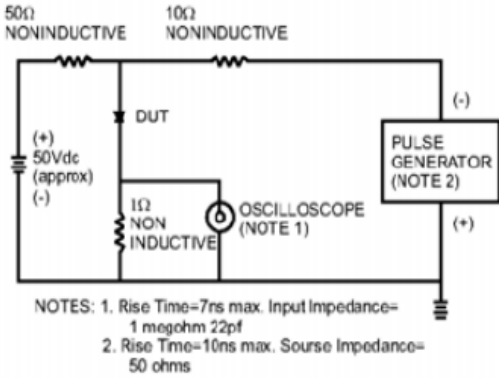 50Ω
NONINDUCTIVE
10Ω
NONINDUCTIVE
DUT
(+)
50Vdc
(approx)
(-)
1Ω
NON
INDUCTIVE
OSCILLOSCOPE
(NOTE 1)
(-)
PULSE
GENERATOR
(NOTE 2)
(+)
NOTES: 1. Rise Time=7ns max. Input Impedance=
1 megohm 22pf
2. Rise Time=10ns max. Sourse Impedance=
50 ohms